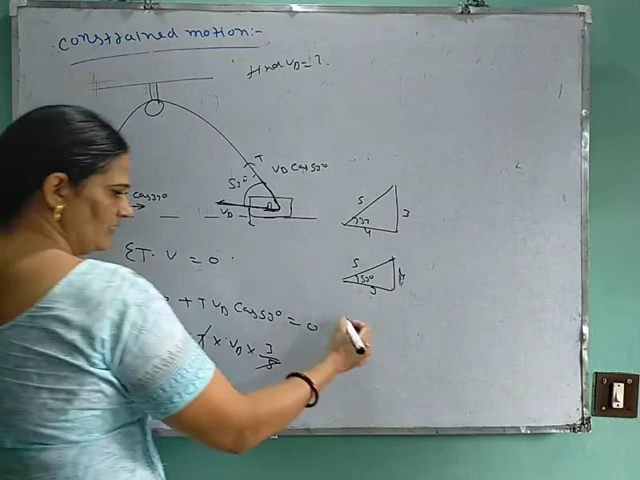 Constrained motion:-
Find VD = ?
T
VD Cos53°
53°
Cos37°
VD
D
5
37
3
4
ΣT · V = 0
5
53°
4
3
+ T VD Cos53° = 0
T × VD × 3/5